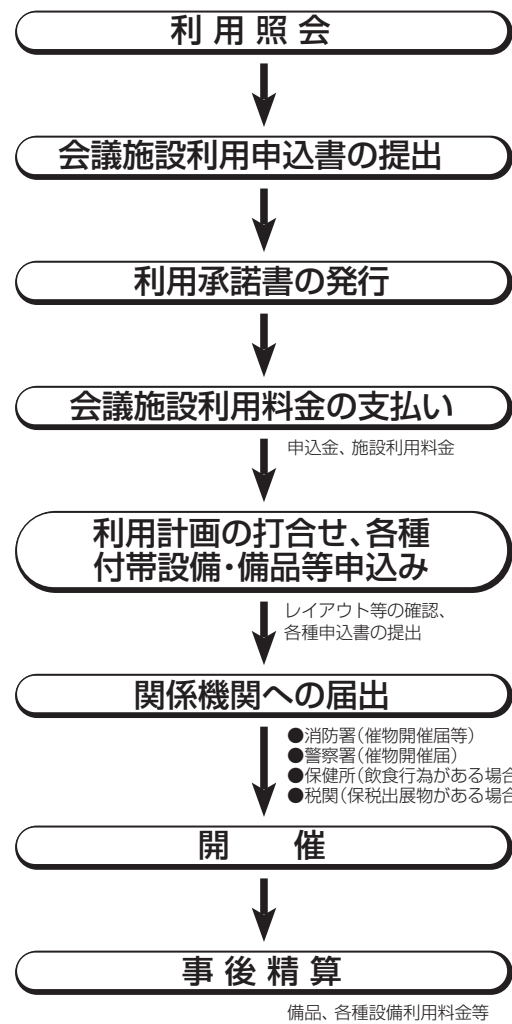 利用照会
会議施設利用申込書の提出
利用承諾書の発行
会議施設利用料金の支払い
申込金、施設利用料金
利用計画の打合せ、各種
付帯設備・備品等申込み
レイアウト等の確認、
各種申込書の提出
関係機関への届出
●消防署(催物開催届等)
●警察署(催物開催届)
●保健所(飲食行為がある場合
●税関(保税出展物がある場合
開　　催
事後精算
備品、各種設備利用料金等